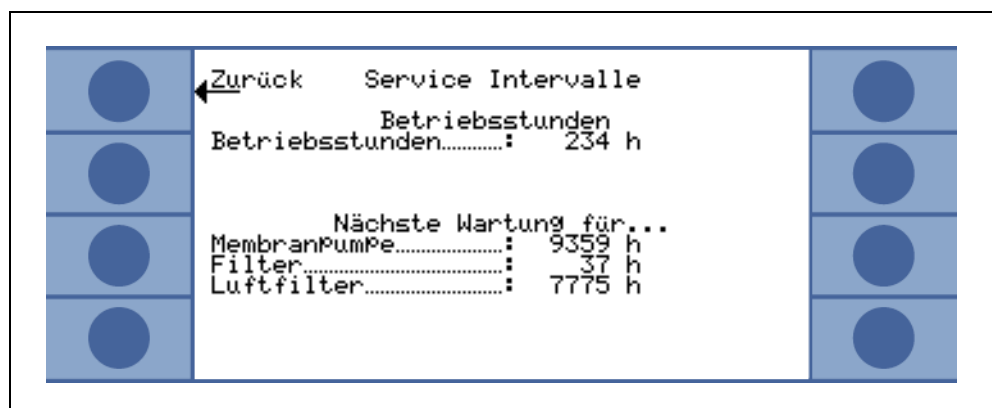 Zurück Service Intervalle
Betriebsstunden
Betriebsstunden...........: 234 h
Nächste Wartung für...
Membranpumpe..................: 9359 h
Filter.................................: 37 h
Luftfilter.......................: 7775 h